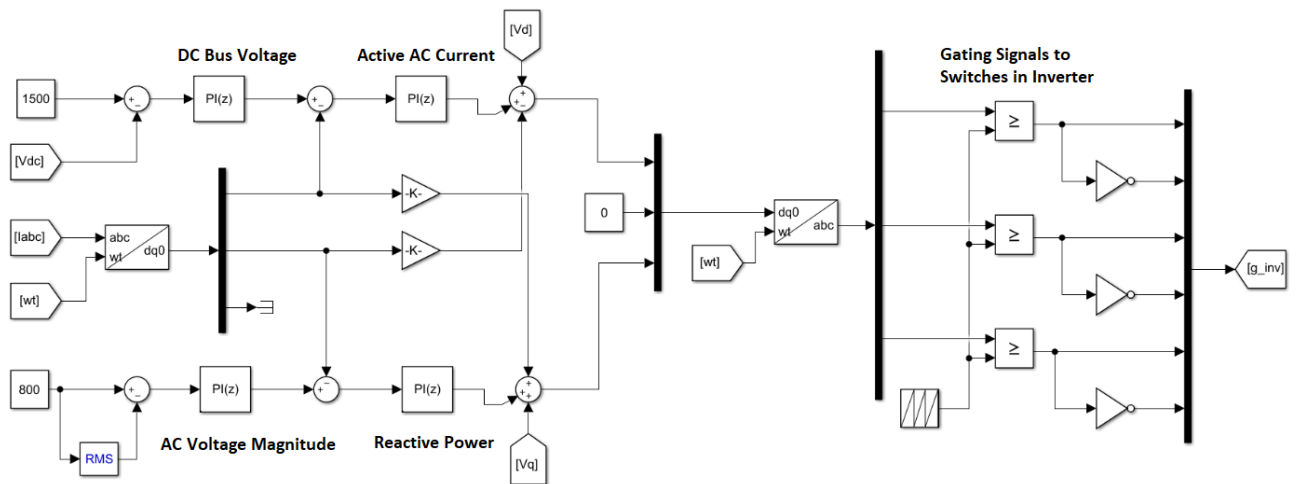 [Vd]
DC Bus Voltage
Active AC Current
Gating Signals to
Switches in Inverter
1500
+
−
PI(z)
+
−
PI(z)
+
+
−
≥
[Vdc]
-K-
0
dq0
wt
abc
[Iabc]
abc
wt
dq0
-K-
≥
[wt]
[wt]
[g_inv]
≥
800
+
−
PI(z)
+
−
PI(z)
+
+
+
AC Voltage Magnitude
Reactive Power
RMS
[Vq]